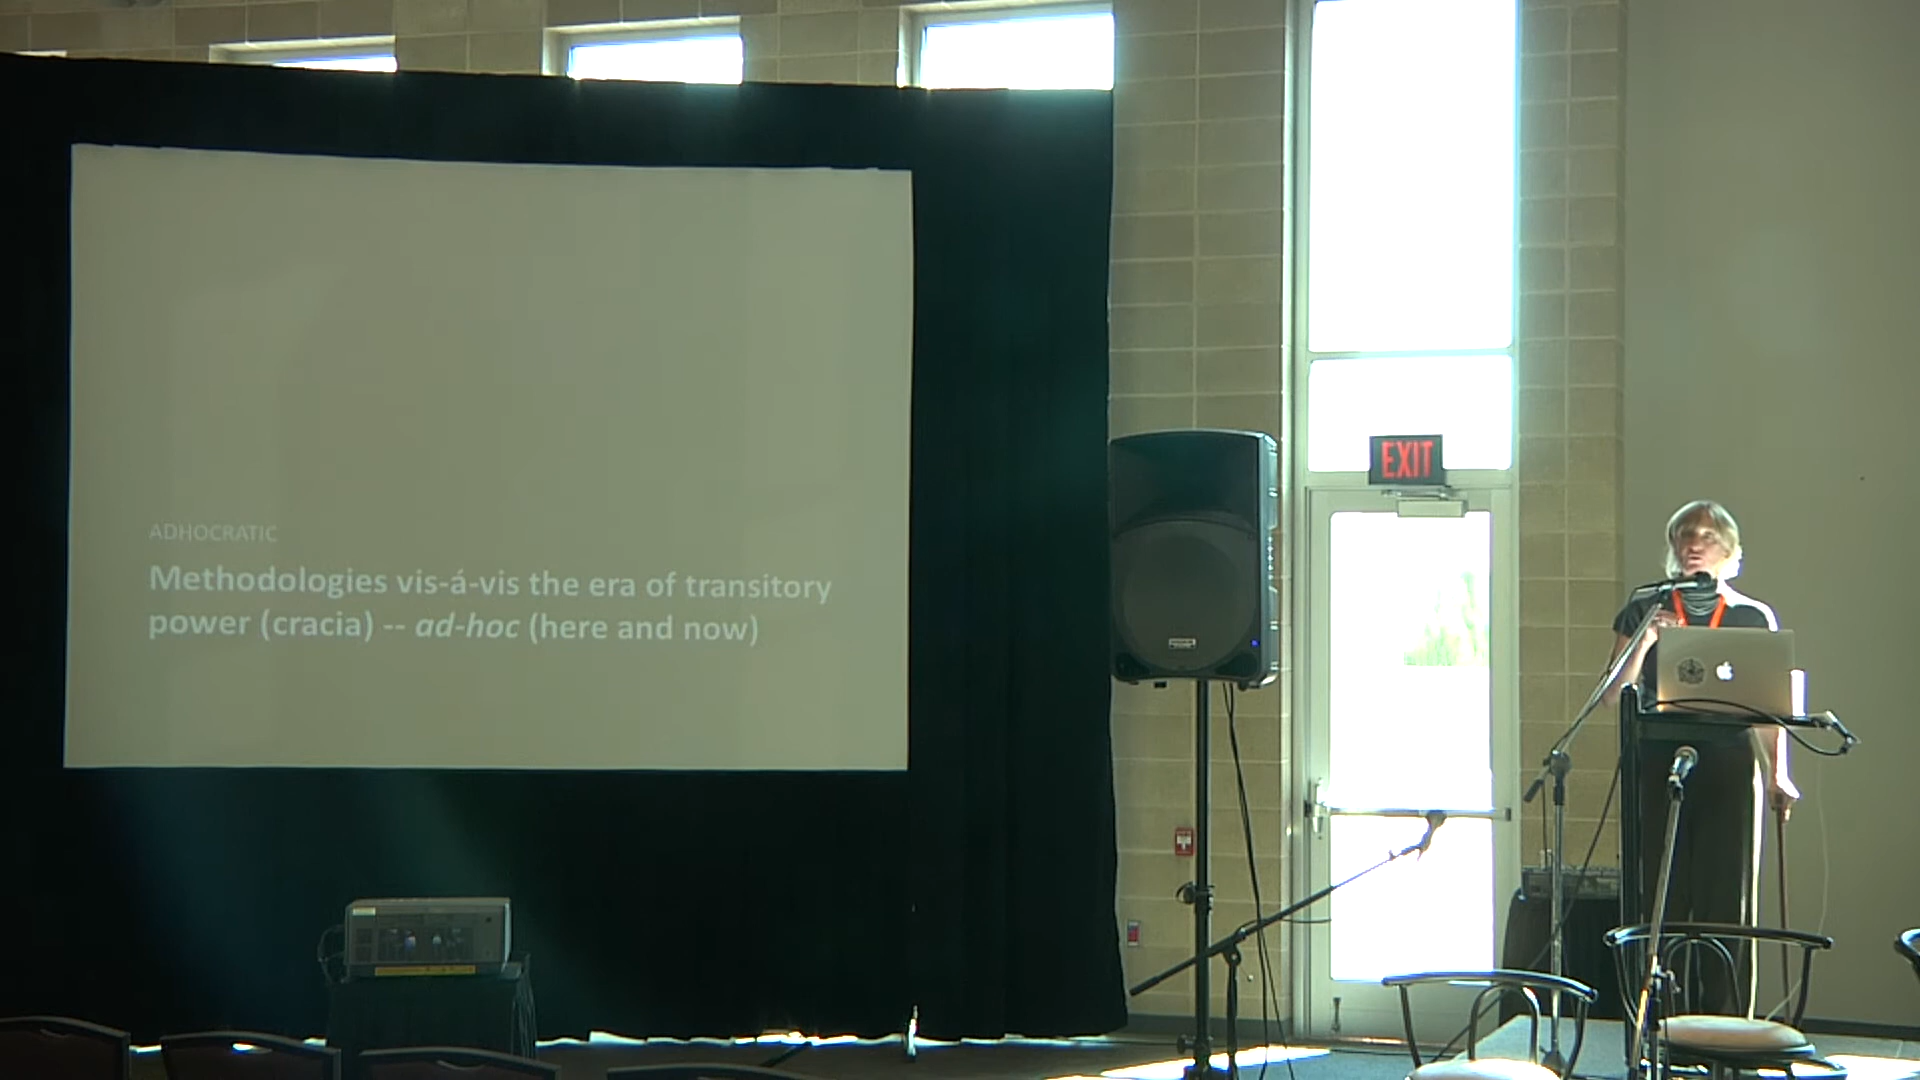 ADHOCRATIC
Methodologies vis-á-vis the era of transitory
power (cracia) -- ad-hoc (here and now)
EXIT